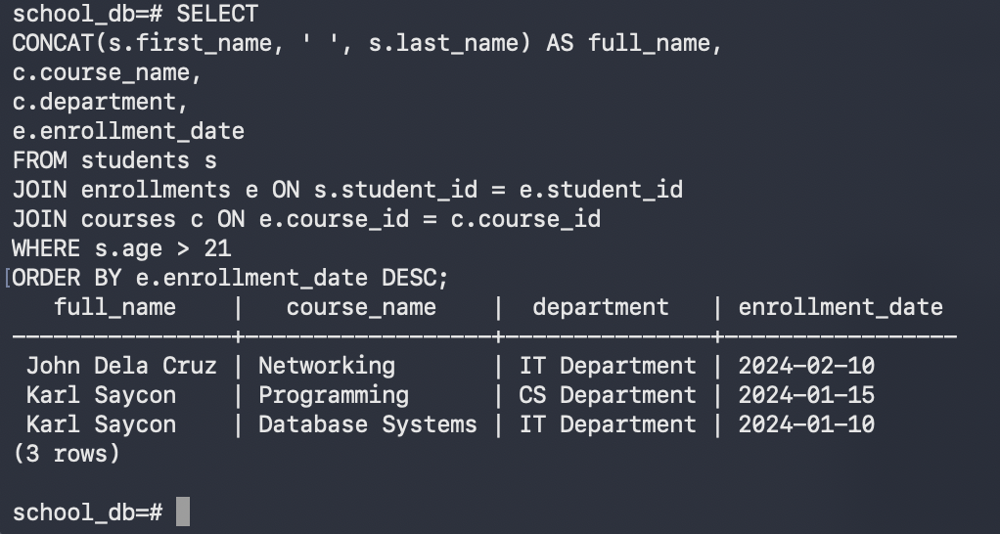 school_db=# SELECT
CONCAT(s.first_name, ' ', s.last_name) AS full_name,
c.course_name,
c.department,
e.enrollment_date
FROM students s
JOIN enrollments e ON s.student_id = e.student_id
JOIN courses c ON e.course_id = c.course_id
WHERE s.age > 21
[ORDER BY e.enrollment_date DESC;
   full_name    |   course_name    |  department   | enrollment_date
----------------+------------------+---------------+-----------------
 John Dela Cruz | Networking       | IT Department | 2024-02-10
 Karl Saycon    | Programming      | CS Department | 2024-01-15
 Karl Saycon    | Database Systems | IT Department | 2024-01-10
(3 rows)

school_db=#